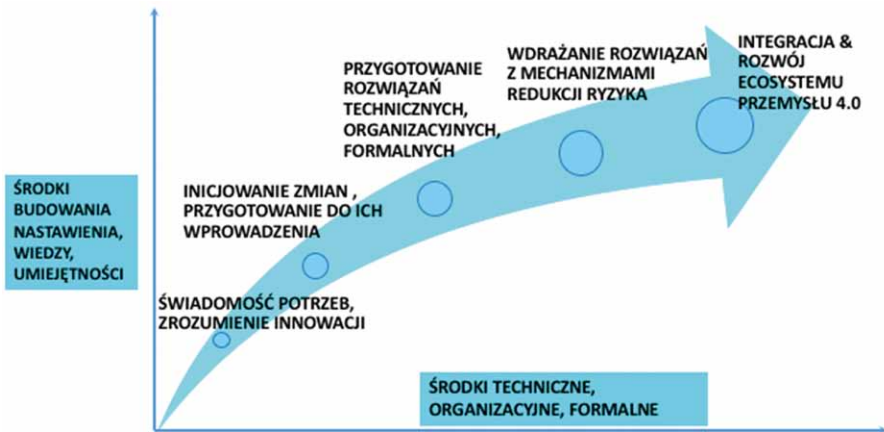 INTEGRACJA &
ROZWÓJ
ECOSYSTEMU
PRZEMYSŁU 4.0
WDRAŻANIE ROZWIĄZAŃ
Z MECHANIZMAMI
REDUKCJI RYZYKA
PRZYGOTOWANIE
ROZWIĄZAŃ
TECHNICZNYCH,
ORGANIZACYJNYCH,
FORMALNYCH
INICJOWANIE ZMIAN ,
PRZYGOTOWANIE DO ICH
WPROWADZENIA
ŚRODKI
BUDOWANIA
NASTAWIENIA,
WIEDZY,
UMIEJĘTNOŚCI
ŚWIADOMOŚĆ POTRZEB,
ZROZUMIENIE INNOWACJI
ŚRODKI TECHNICZNE,
ORGANIZACYJNE, FORMALNE